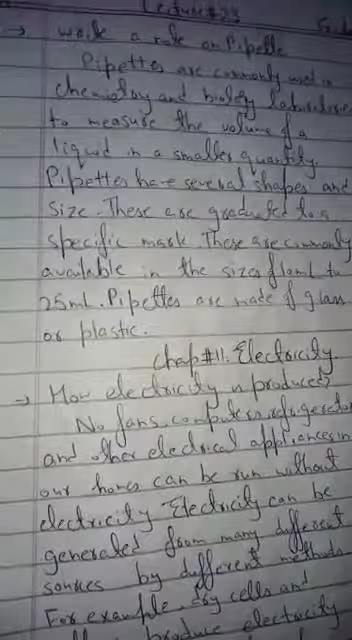 Lecture #23
→ Write a note on Pipette
Pipettes are commonly used in
chemistry and biology laboratories
to measure the volume of a
liquid in a smaller quantity.
Pipettes have several shapes and
size. These are graduated to a
specific mark. These are commonly
available in the sizes of 1ml to
25ml. Pipettes are made of glass
or plastic.
Chap#11: Electricity
→ How electricity is produced?
No fans, computers, refrigerator
and other electrical appliances in
our homes can be run without
electricity. Electricity can be
generated from many different
sources by different methods
For example, dry cells and
produce electricity